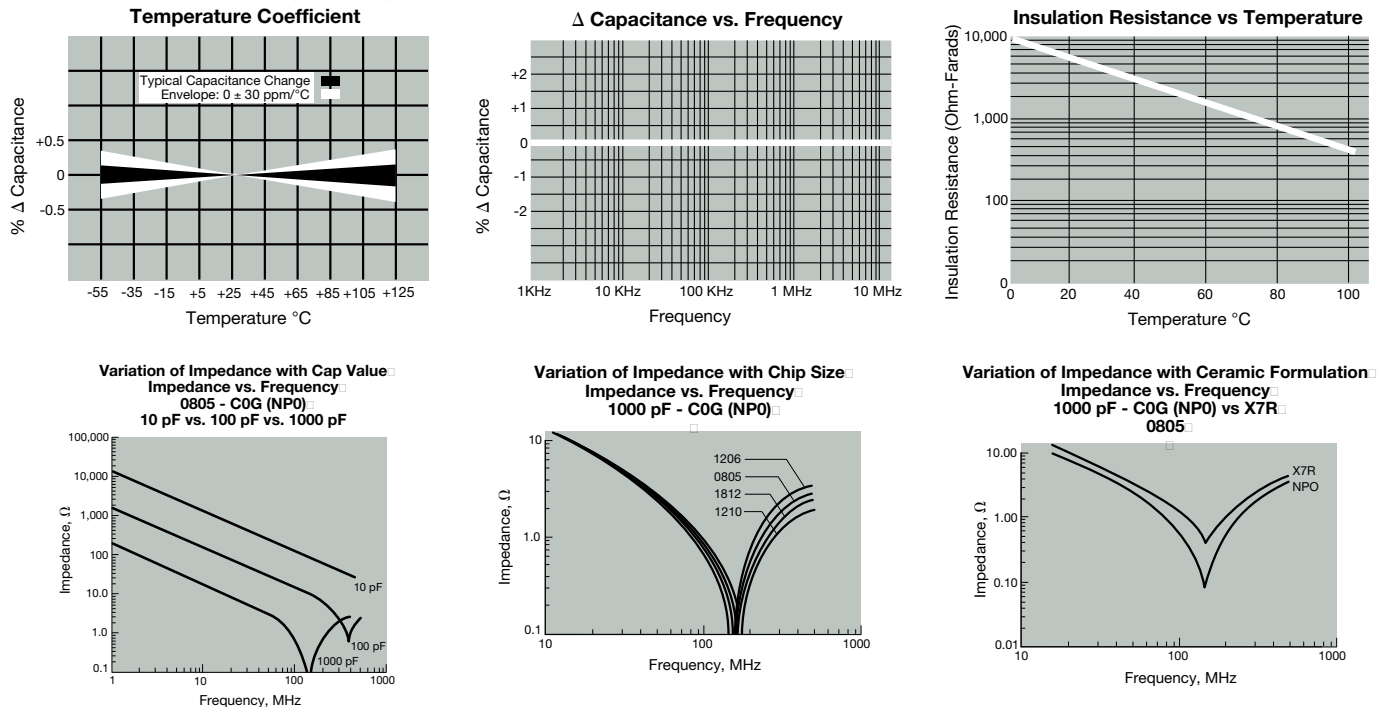 Temperature Coefficient
Typical Capacitance Change
Envelope: 0 ± 30 ppm/°C
% Δ Capacitance
+0.5
0
-0.5
-55 -35 -15 +5 +25 +45 +65 +85 +105 +125
Temperature °C
Δ Capacitance vs. Frequency
% Δ Capacitance
+2
+1
0
-1
-2
1KHz 10 KHz 100 KHz 1 MHz 10 MHz
Frequency
Insulation Resistance vs Temperature
Insulation Resistance (Ohm-Farads)
10,000
1,000
100
0
0 20 40 60 80 100
Temperature °C
Variation of Impedance with Cap Value
Impedance vs. Frequency
0805 - C0G (NP0)
10 pF vs. 100 pF vs. 1000 pF
Impedance, Ω
100,000
10,000
1,000
100
10.0
1.0
0.1
10 pF
100 pF
1000 pF
1 10 100 1000
Frequency, MHz
Variation of Impedance with Chip Size
Impedance vs. Frequency
1000 pF - C0G (NP0)
Impedance, Ω
10
1.0
0.1
1206
0805
1812
1210
10 100 1000
Frequency, MHz
Variation of Impedance with Ceramic Formulation
Impedance vs. Frequency
1000 pF - C0G (NP0) vs X7R
0805
Impedance, Ω
10.00
1.00
0.10
0.01
X7R
NPO
10 100 1000
Frequency, MHz